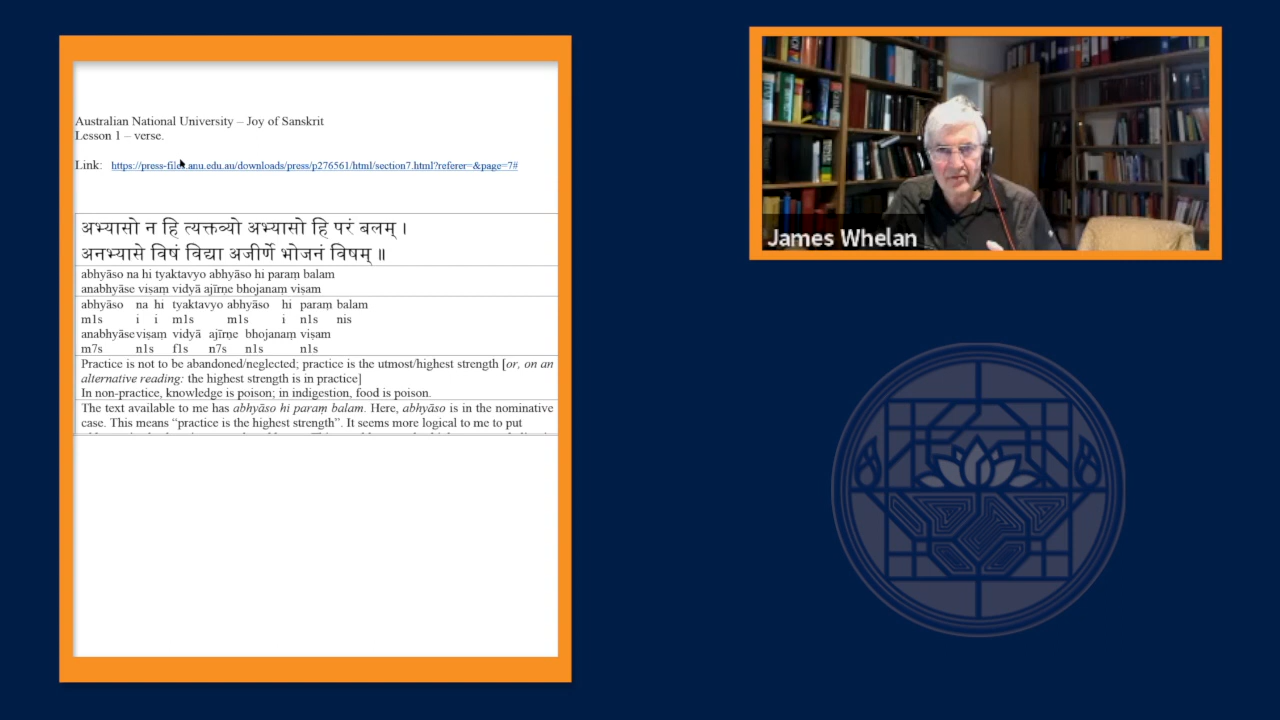 Australian National University – Joy of Sanskrit
Lesson 1 – verse.
Link: https://press-files.anu.edu.au/downloads/press/p276561/html/section7.html?referer=&page=7#
अभ्यासो न हि त्यक्तव्यो अभ्यासो हि परं बलम् ।
अनभ्यासे विषं विद्या अजीर्णे भोजनं विषम् ॥
abhyāso na hi tyaktavyo abhyāso hi paraṃ balam
anabhyāse viṣaṃ vidyā ajīrṇe bhojanaṃ viṣam
abhyāso na hi tyaktavyo abhyāso hi paraṃ balam
m1s i i m1s m1s i n1s nis
anabhyāse viṣaṃ vidyā ajīrṇe bhojanaṃ viṣam
m7s n1s f1s n7s n1s n1s
Practice is not to be abandoned/neglected; practice is the utmost/highest strength [or, on an
alternative reading: the highest strength is in practice]
In non-practice, knowledge is poison; in indigestion, food is poison.
The text available to me has abhyāso hi paraṃ balam. Here, abhyāso is in the nominative
case. This means “practice is the highest strength”. It seems more logical to me to put
James Whelan